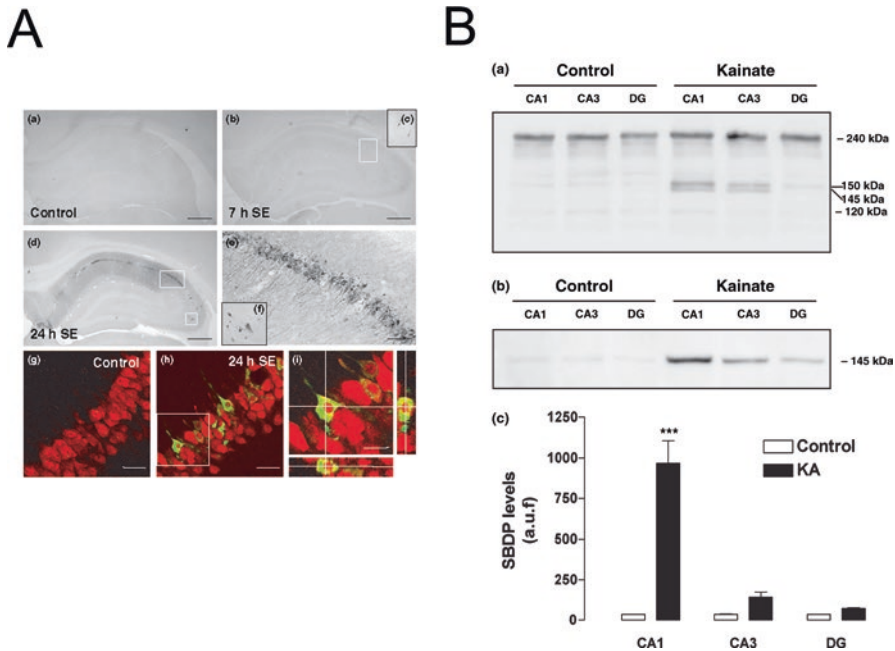 A
(a)
Control
(b)
(c)
7 h SE
(d)
24 h SE
(e)
(f)
(g)
Control
(h)
24 h SE
(i)
B
(a)
Control Kainate
CA1 CA3 DG CA1 CA3 DG
– 240 kDa
150 kDa
145 kDa
– 120 kDa
(b)
Control Kainate
CA1 CA3 DG CA1 CA3 DG
– 145 kDa
(c)
SBDP levels
(a.u.f)
1250
1000
750
500
250
0
***
Control
KA
CA1 CA3 DG